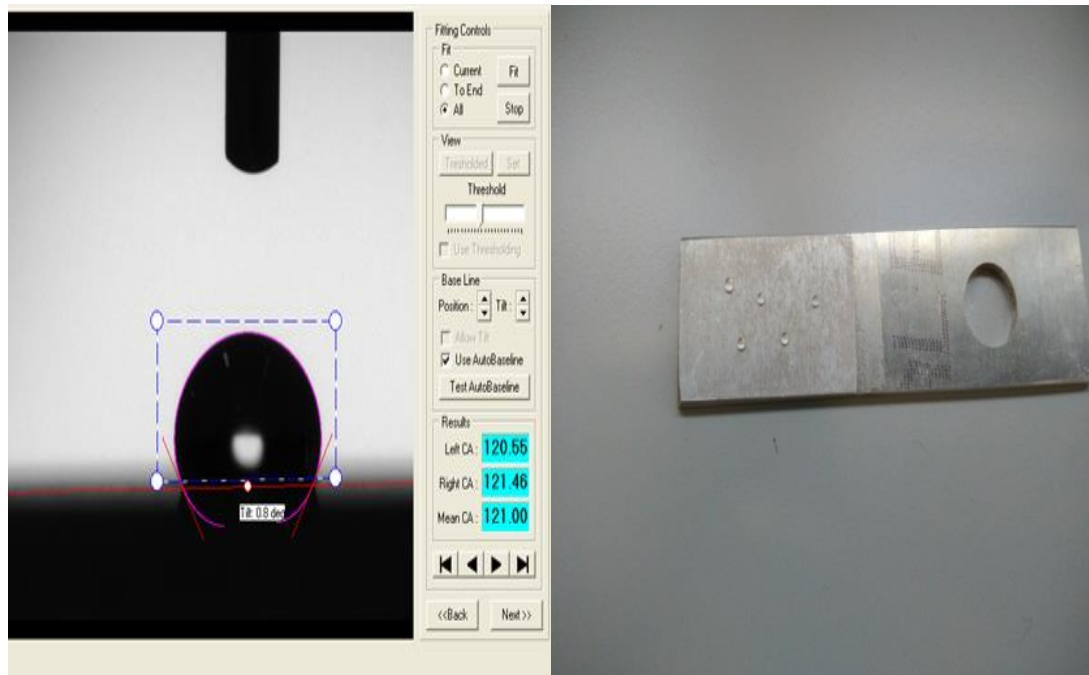 Fitting Controls
Fit
Current
Fit
To End
All
Stop
View
Tresholded
Set
Threshold
Use Thresholding
Base Line
Position :
Tilt :
Allow Tilt
Use AutoBaseline
Test AutoBaseline
Results
Left CA : 120.55
Right CA : 121.46
Mean CA : 121.00
Tilt: 0.8 deg
<<Back
Next >>